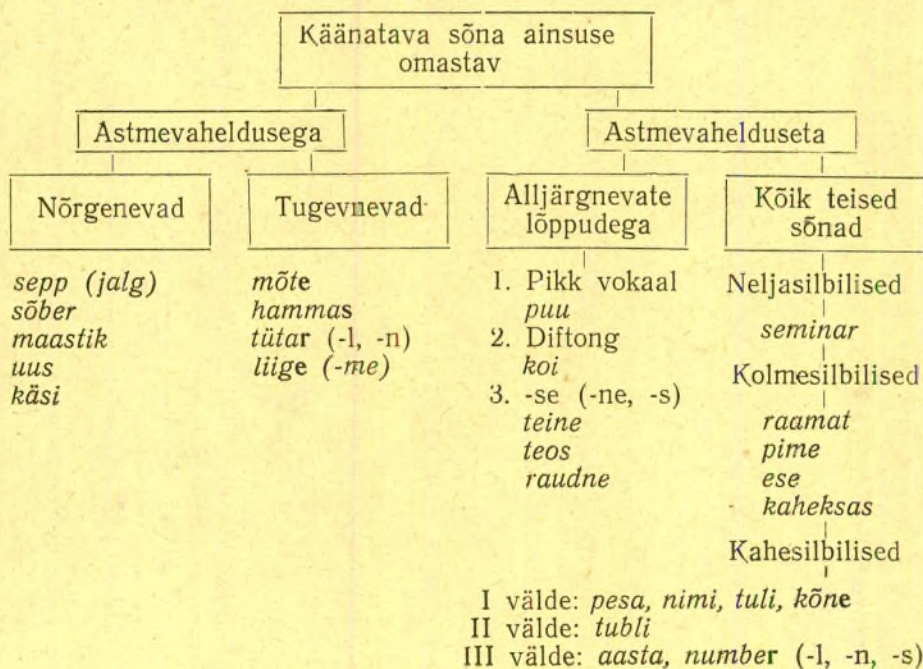 Käänatava sõna ainsuse
omastav
Astmevaheldusega
Astmevahelduseta
Nõrgenevad
Tugevnevad
Alljärgnevate
lõppudega
Kõik teised
sõnad
sepp (jalg)
sõber
maastik
uus
käsi
mõte
hammas
tütar (-l, -n)
liige (-me)
1. Pikk vokaal
puu
2. Diftong
koi
3. -se (-ne, -s)
teine
teos
raudne
Neljasilbilised
seminar
Kolmesilbilised
raamat
pime
ese
kaheksas
Kahesilbilised
I välde: pesa, nimi, tuli, kõne
II välde: tubli
III välde: aasta, number (-l, -n, -s)